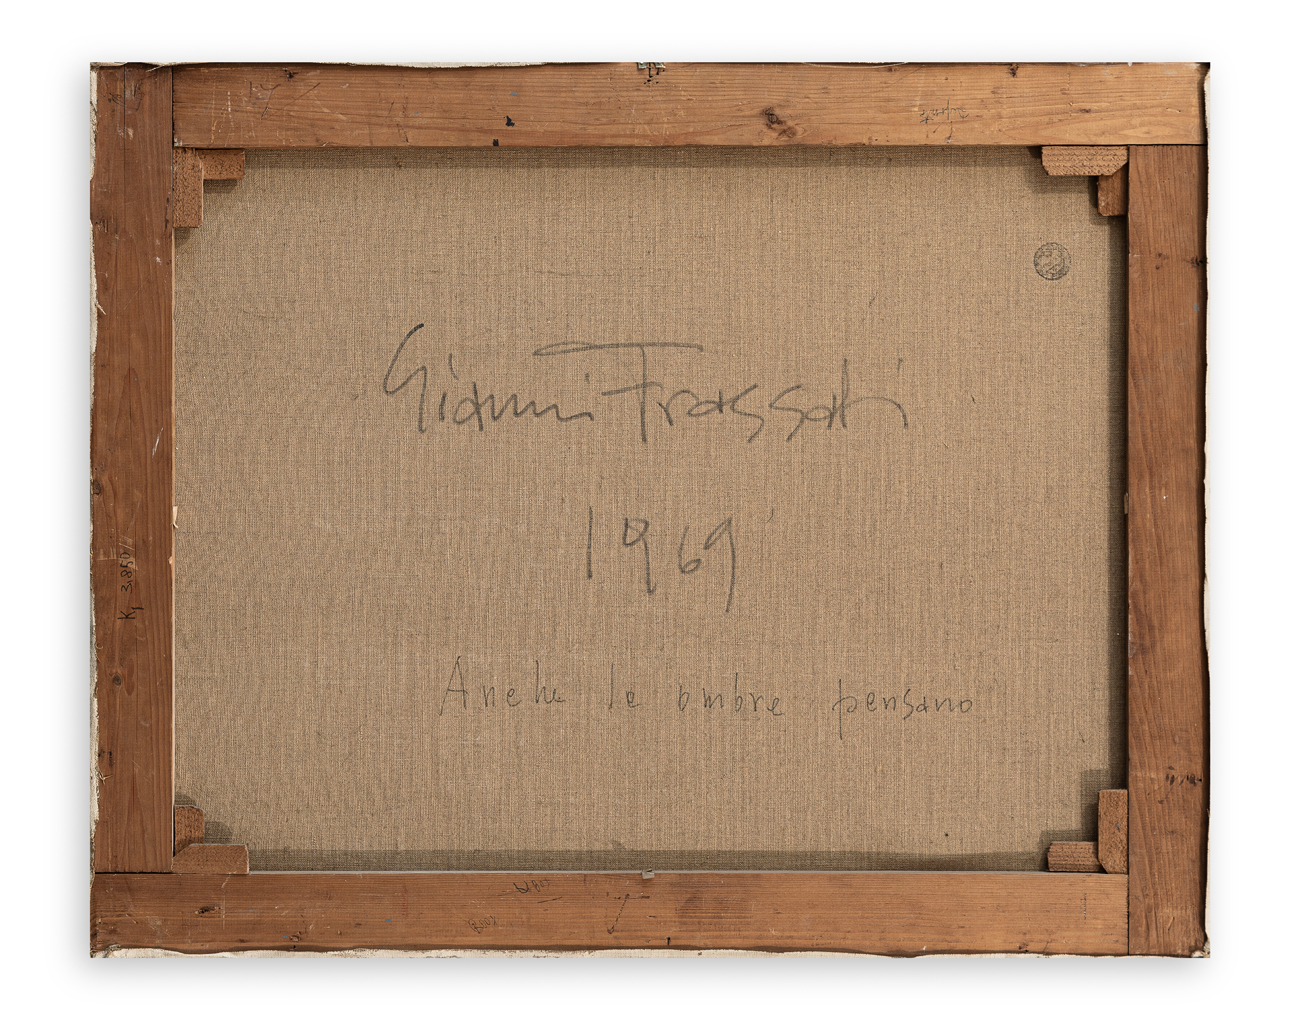 Gianni Frassati
1969
Anche le ombre pensano